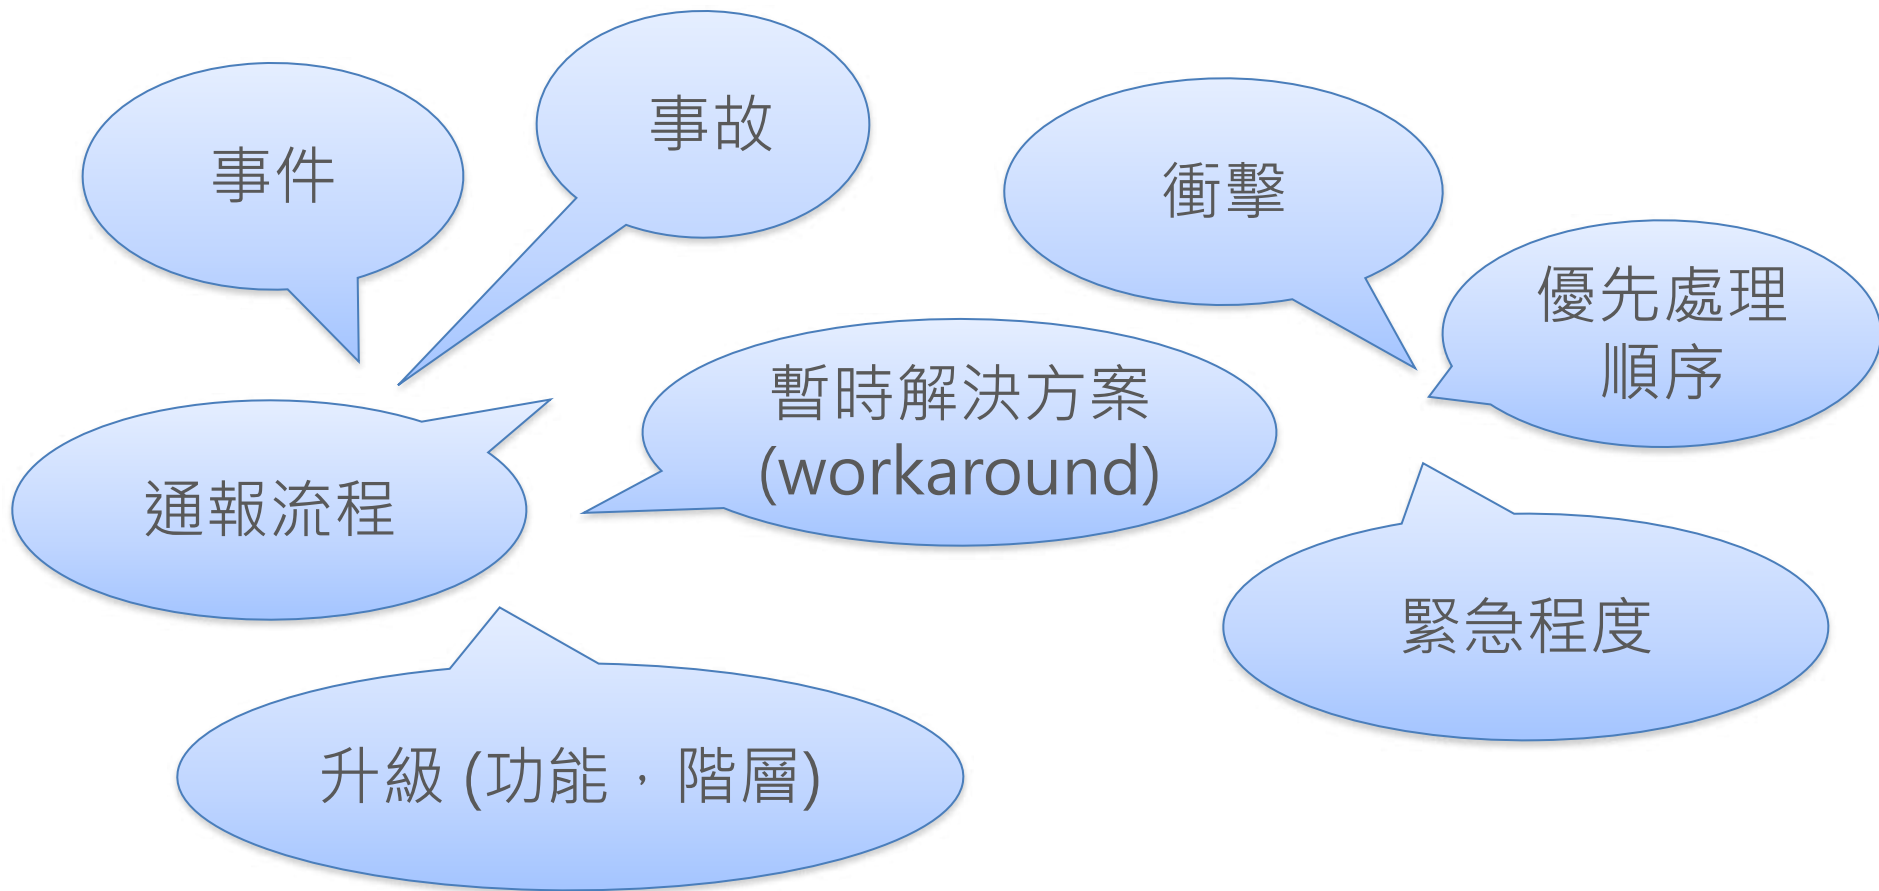 事件
事故
衝擊
優先處理
順序
暫時解決方案
(workaround)
通報流程
緊急程度
升級 (功能，階層)